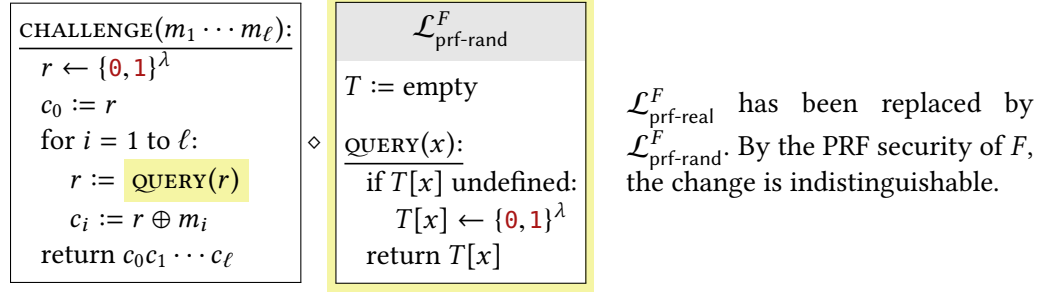 CHALLENGE(m₁ ⋯ m_ℓ):
r ← {0, 1}^λ
c₀ := r
for i = 1 to ℓ:
r := QUERY(r)
c_i := r ⊕ m_i
return c₀c₁ ⋯ c_ℓ
⋄
𝓛^F_prf-rand
T := empty
QUERY(x):
if T[x] undefined:
T[x] ← {0, 1}^λ
return T[x]
𝓛^F_prf-real has been replaced by
𝓛^F_prf-rand. By the PRF security of F,
the change is indistinguishable.